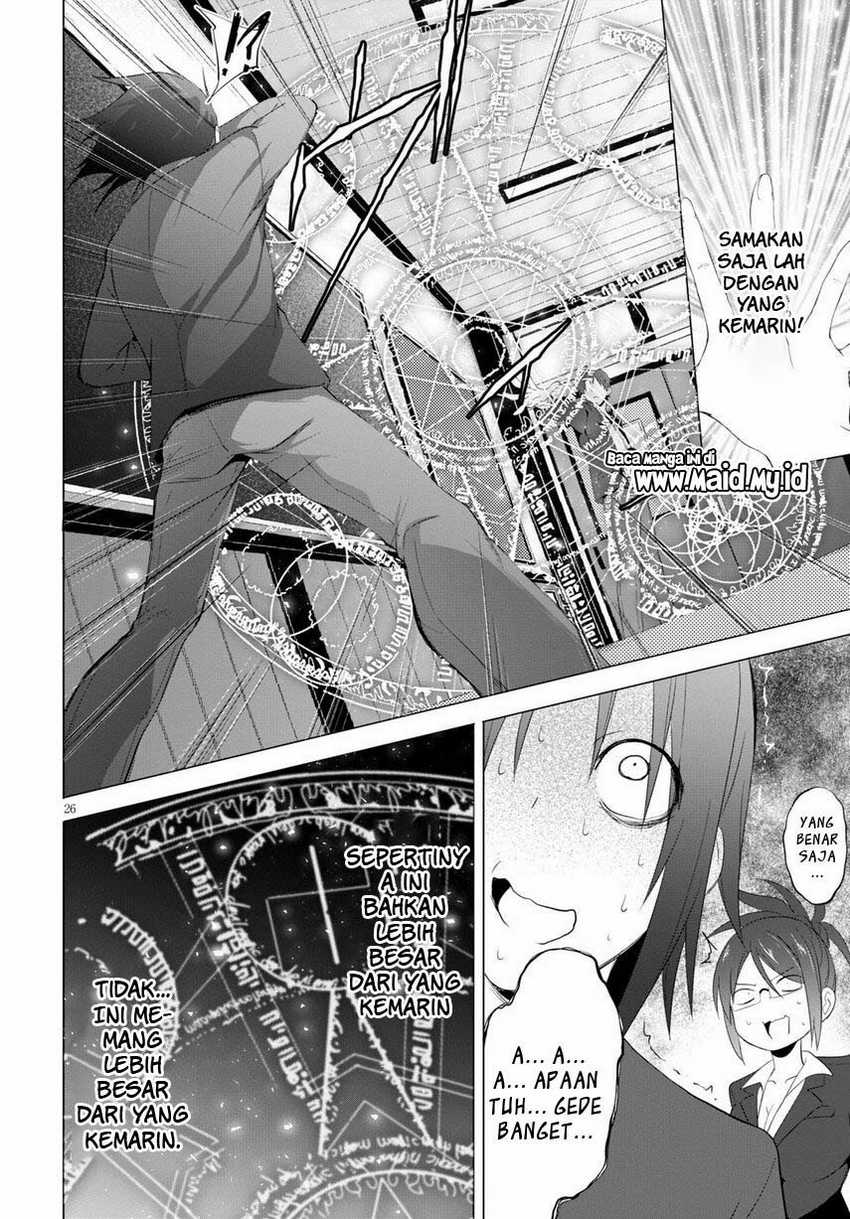 SAMAKAN
SAJA LAH
DENGAN
YANG
KEMARIN!
Baca Manga ini di
www.Maid.My.id
YANG
BENAR
SAJA
...
A... A...
A... APAAN
TUH... GEDE
BANGET...
SEPERTINY
A INI
BAHKAN
LEBIH
BESAR
DARI YANG
KEMARIN
TIDAK...
INI ME-
MANG
LEBIH
BESAR
DARI YANG
KEMARIN.
26